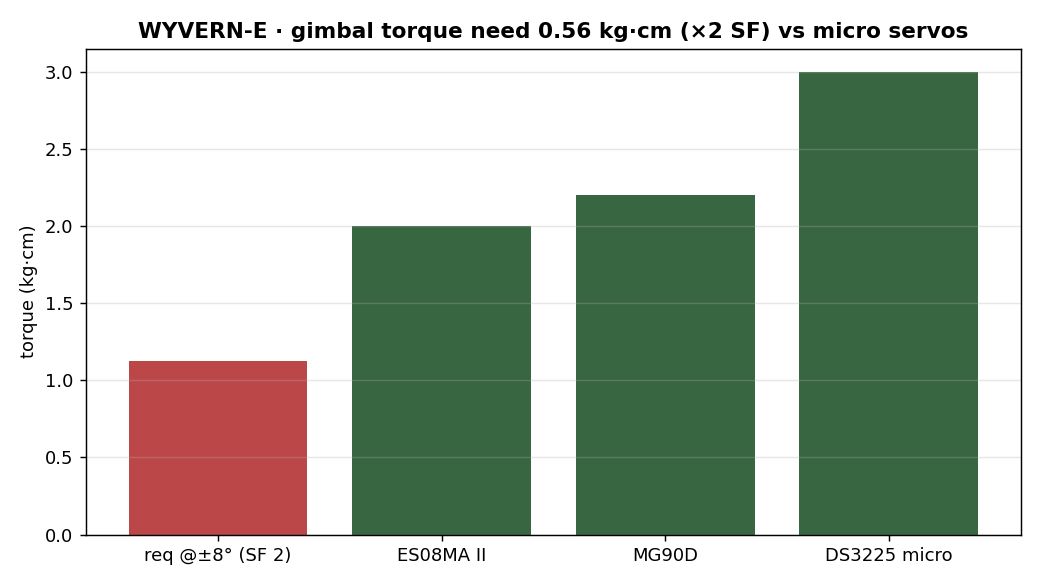 WYVERN-E · gimbal torque need 0.56 kg·cm (×2 SF) vs micro servos
torque (kg·cm)
3.0
2.5
2.0
1.5
1.0
0.5
0.0
req @±8° (SF 2)
ES08MA II
MG90D
DS3225 micro